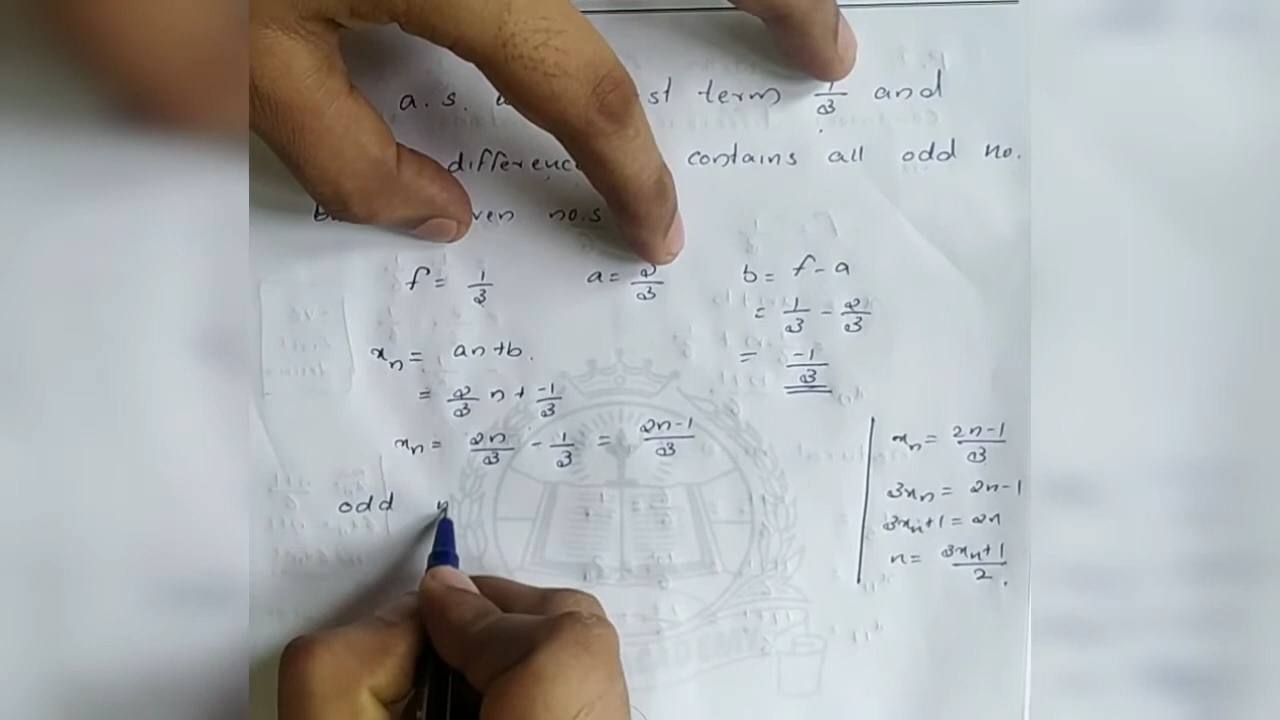 a.s. st term 1/3 and
difference contains all odd no.
ven no.s
f = 1/3 a = 2/3 b = f - a
= 1/3 - 2/3
xₙ = an+b. = -1/3
= 2/3 n + -1/3
xₙ = 2n/3 - 1/3 = 2n-1/3
odd
xₙ = 2n-1/3
3xₙ = 2n-1
3xₙ+1 = 2n
n = 3xₙ+1/2.